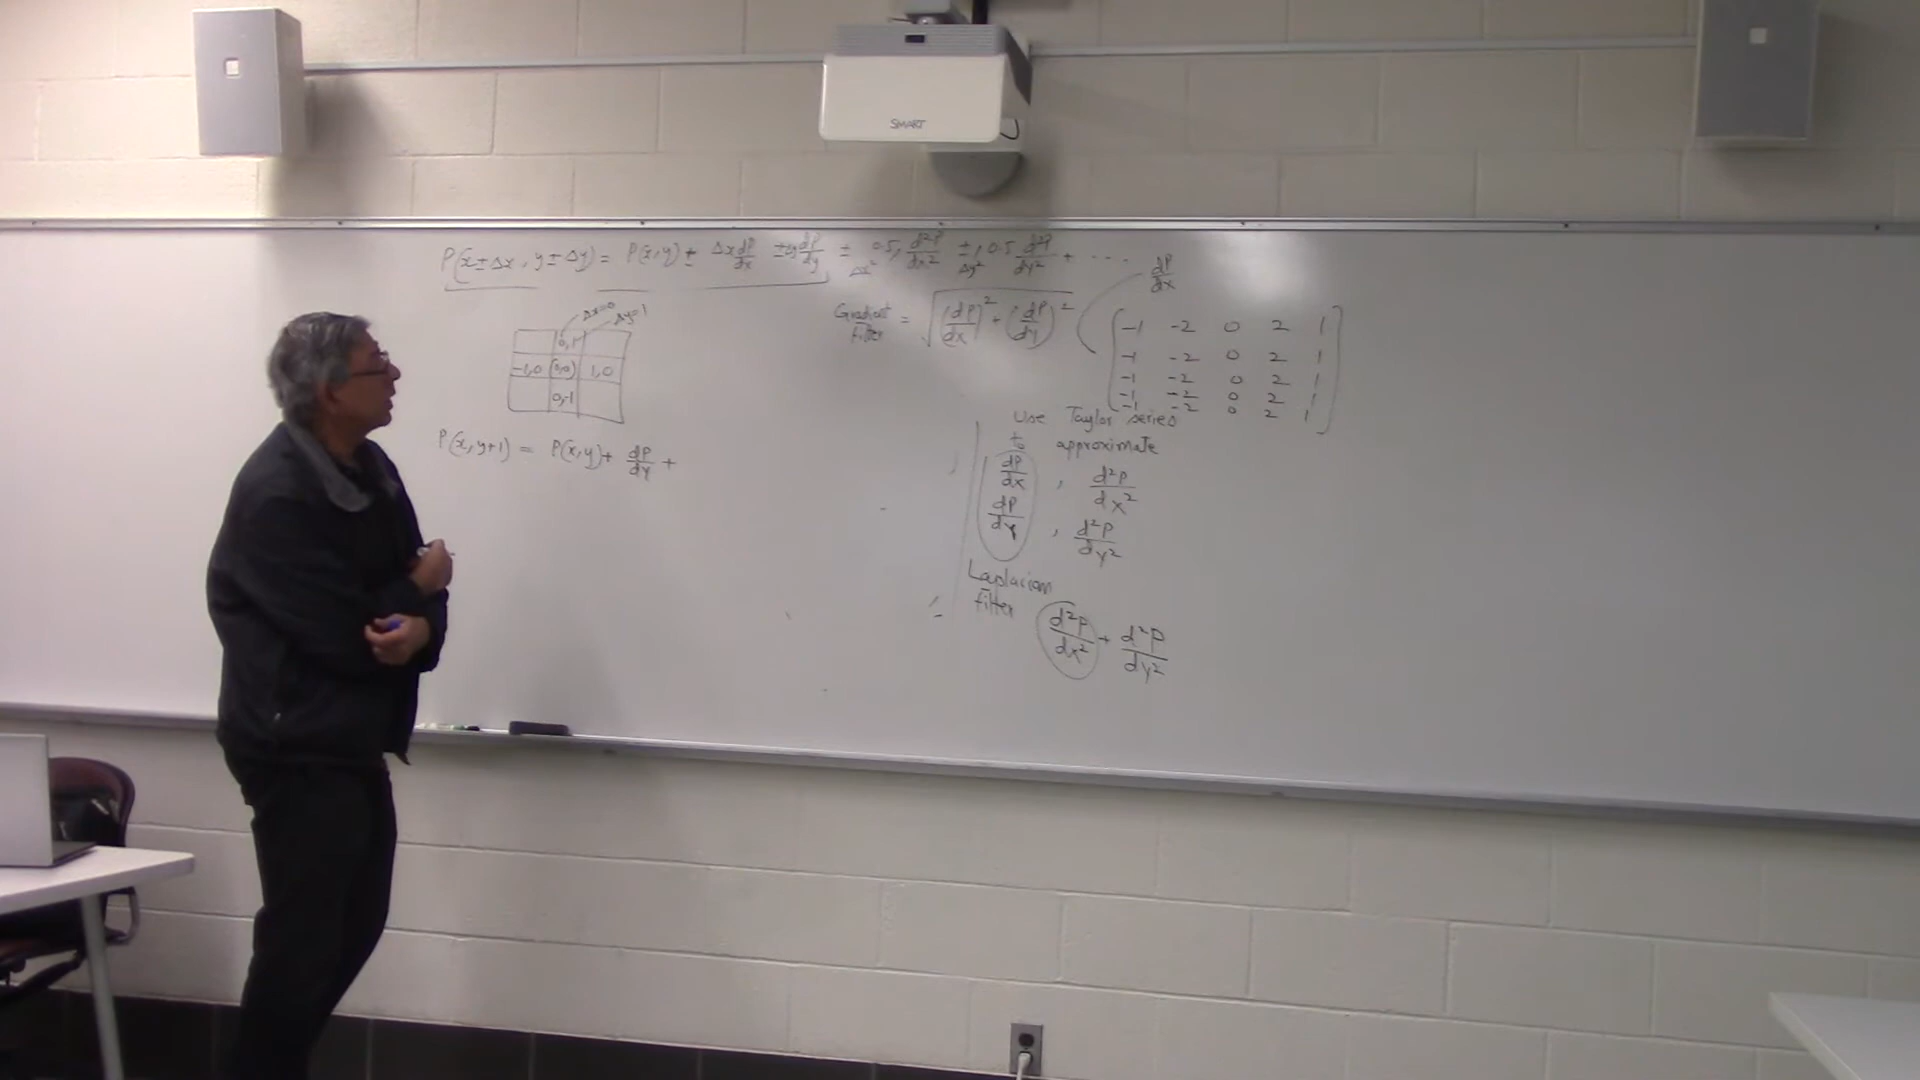 SMART
P(x±Δx, y±Δy) = P(x,y) ± Δx dP/dx ± Δy dP/dy ± 0.5, Δx² d²P/dx² ±, 0.5 Δy² d²P/dy² + ...
dP/dx
Gradient filter = √((dP/dx)² + (dP/dy)²)
-1 -2 0 2 1
-1 -2 0 2 1
-1 -2 0 2 1
-1 -2 0 2 1
-1 -2 0 2 1
Δx=0
Δy=1
0,1
-1,0 (0,0) 1,0
0,-1
P(x,y+1) = P(x,y) + dP/dy +
Use Taylor series
to approximate
dP/dx , d²P/dx²
dP/dy , d²P/dy²
Laplacian
filter
d²P/dx² + d²P/dy²